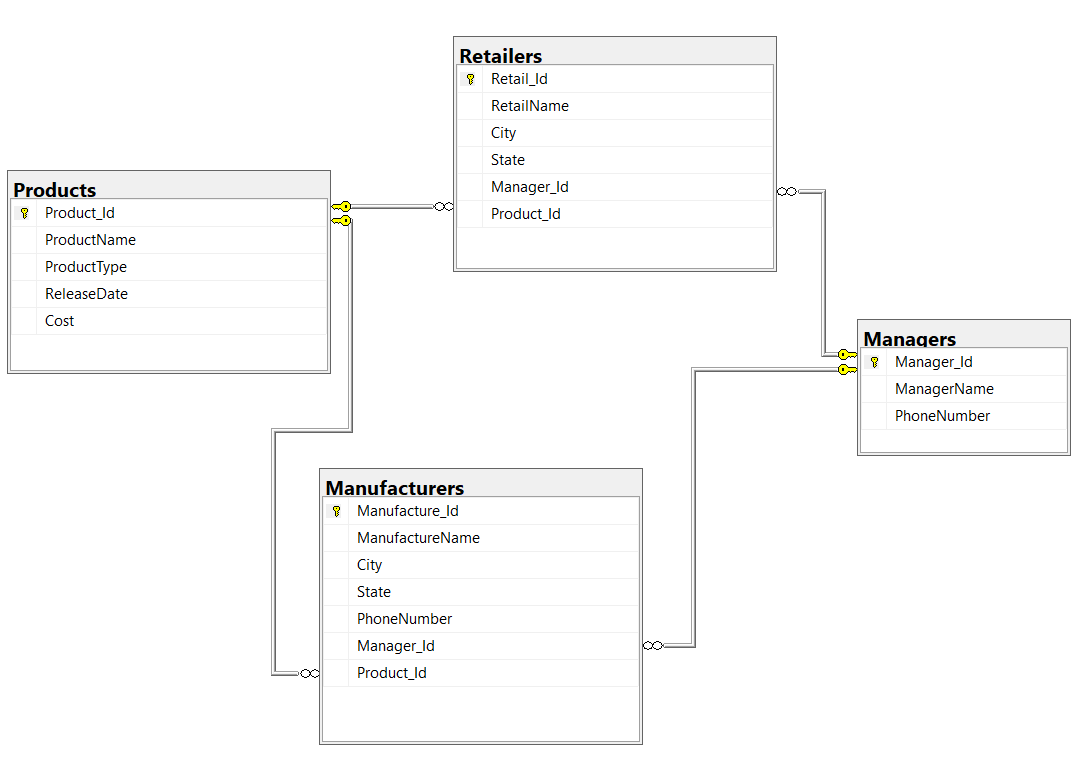 Retailers
Retail_Id
RetailName
City
State
Manager_Id
Product_Id
Products
Product_Id
ProductName
ProductType
ReleaseDate
Cost
Managers
Manager_Id
ManagerName
PhoneNumber
Manufacturers
Manufacture_Id
ManufactureName
City
State
PhoneNumber
Manager_Id
Product_Id